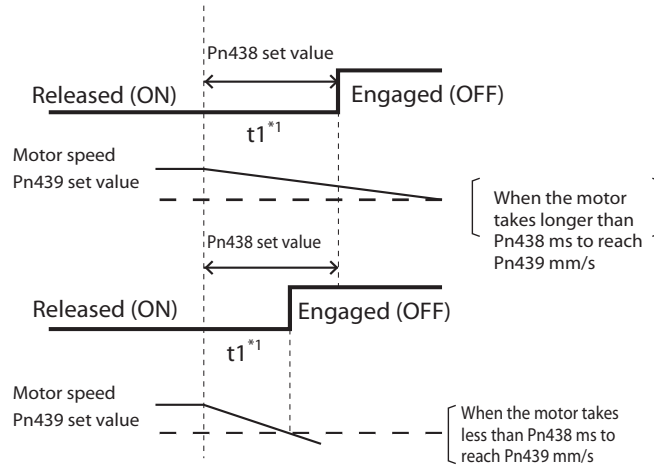 Pn438 set value
Released (ON)
Engaged (OFF)
t1*1
Motor speed
Pn439 set value
When the motor
takes longer than
Pn438 ms to reach
Pn439 mm/s
Pn438 set value
Released (ON)
Engaged (OFF)
t1*1
Motor speed
Pn439 set value
When the motor takes
less than Pn438 ms to
reach Pn439 mm/s